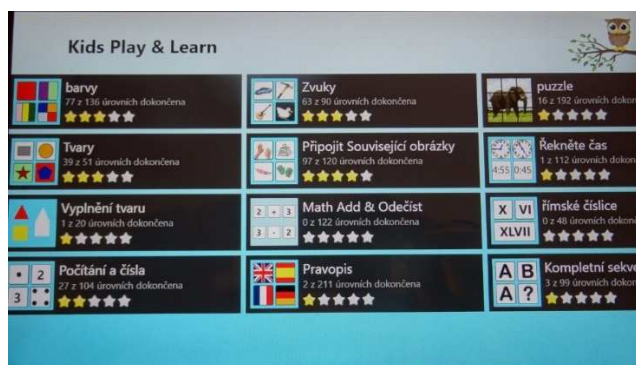 Kids Play & Learn
barvy
77 z 136 úrovních dokončena
Tvary
39 z 51 úrovních dokončena
Vyplnění tvaru
1 z 20 úrovních dokončena
2
3
Počítání a čísla
27 z 104 úrovních dokončena
Zvuky
63 z 90 úrovních dokončena
Připojit Související obrázky
97 z 120 úrovních dokončena
2 + 3
3 - 2
Math Add & Odečíst
0 z 122 úrovních dokončena
Pravopis
2 z 211 úrovních dokončena
puzzle
16 z 192 úrovních dokon
4:55 0:45
Řekněte čas
1 z 112 úrovních dokon
X VI
XLVII
římské číslice
0 z 48 úrovních dokonče
A B
A ?
Kompletní sekve
3 z 99 úrovních dokonč